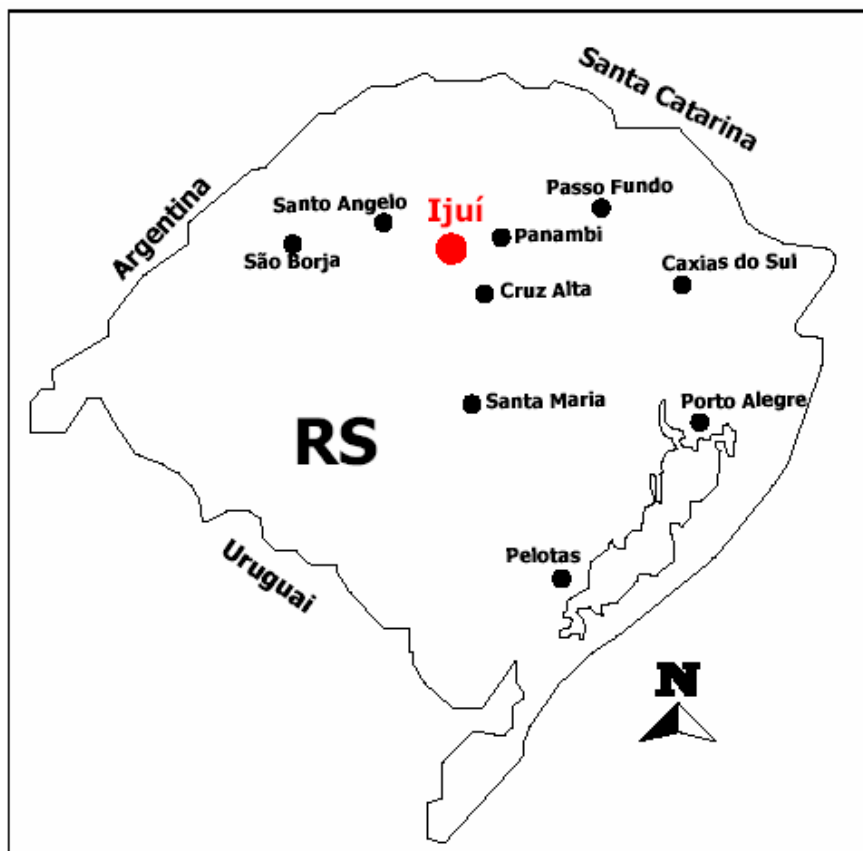 Santa Catarina
Argentina
Passo Fundo
Santo Angelo
Ijuí
Panambi
São Borja
Caxias do Sul
Cruz Alta
Santa Maria
Porto Alegre
RS
Pelotas
Uruguai
N